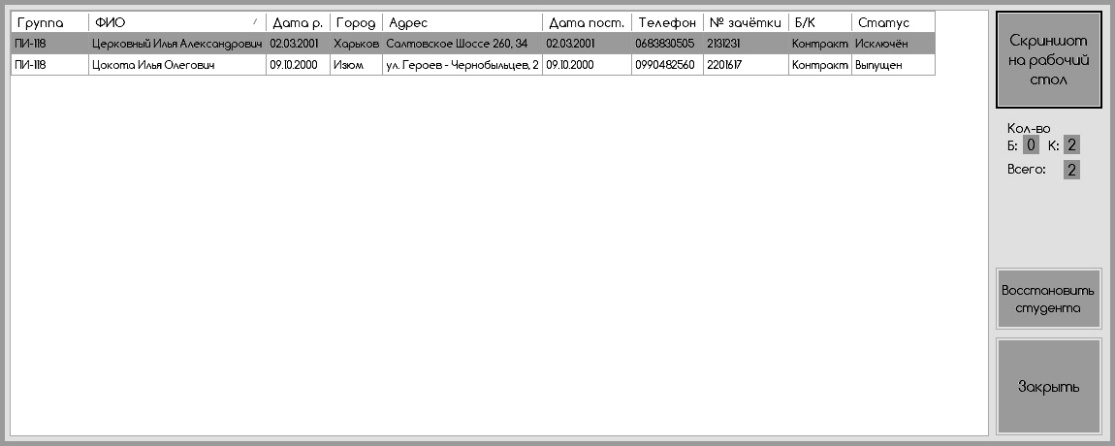 Группа ФИО / Дата р. Город Адрес Дата пост. Телефон № зачётки Б/К Статус
ПИ-118 Церковный Илья Александрович 02.03.2001 Харьков Салтовское Шоссе 260, 34 02.03.2001 0683830505 2131231 Контракт Исключён
ПИ-118 Цокота Илья Олегович 09.10.2000 Изюм ул. Героев - Чернобыльцев, 2 09.10.2000 0990482560 2201617 Контракт Выпущен
Скриншот
на рабочий
стол
Кол-во
Б: 0 К: 2
Всего: 2
Восстановить
студента
Закрыть